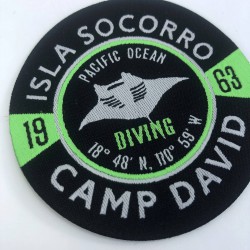 ISLA SOCORRO
PACIFIC OCEAN
19 63
DIVING
18° 48' N, 110° 59' W
CAMP DAVID